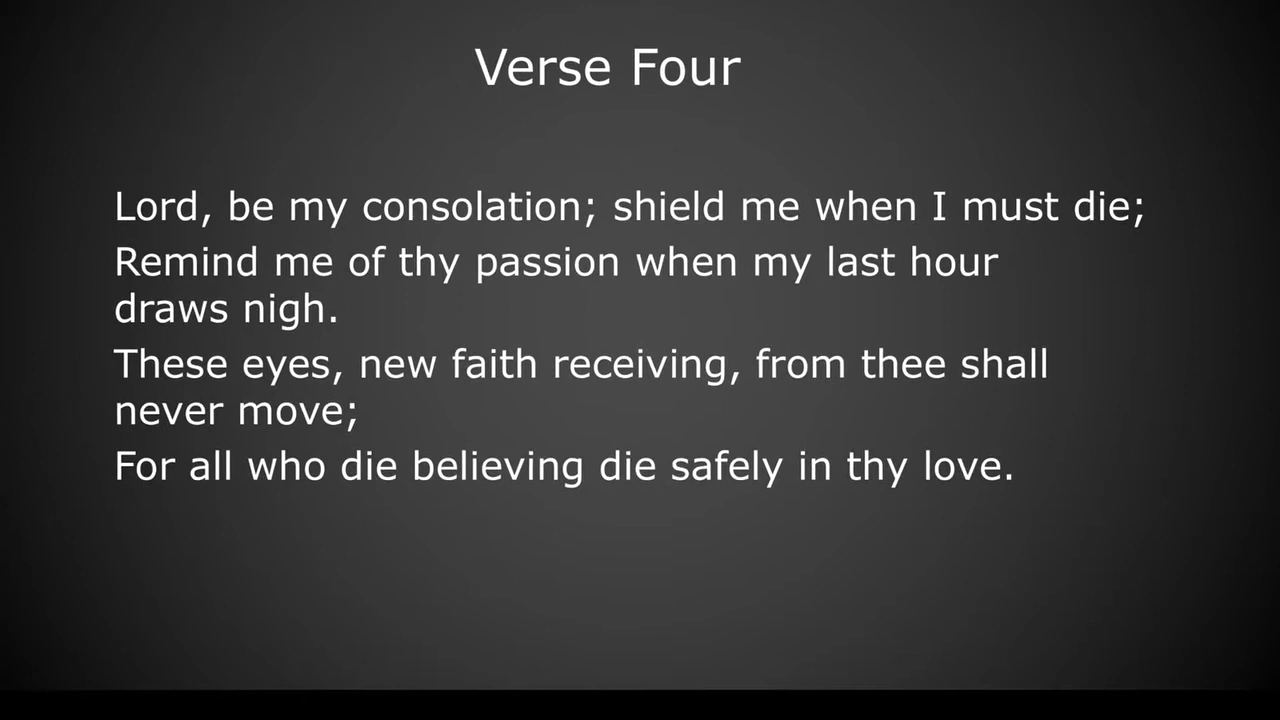 Verse Four
Lord, be my consolation; shield me when I must die;
Remind me of thy passion when my last hour
draws nigh.
These eyes, new faith receiving, from thee shall
never move;
For all who die believing die safely in thy love.